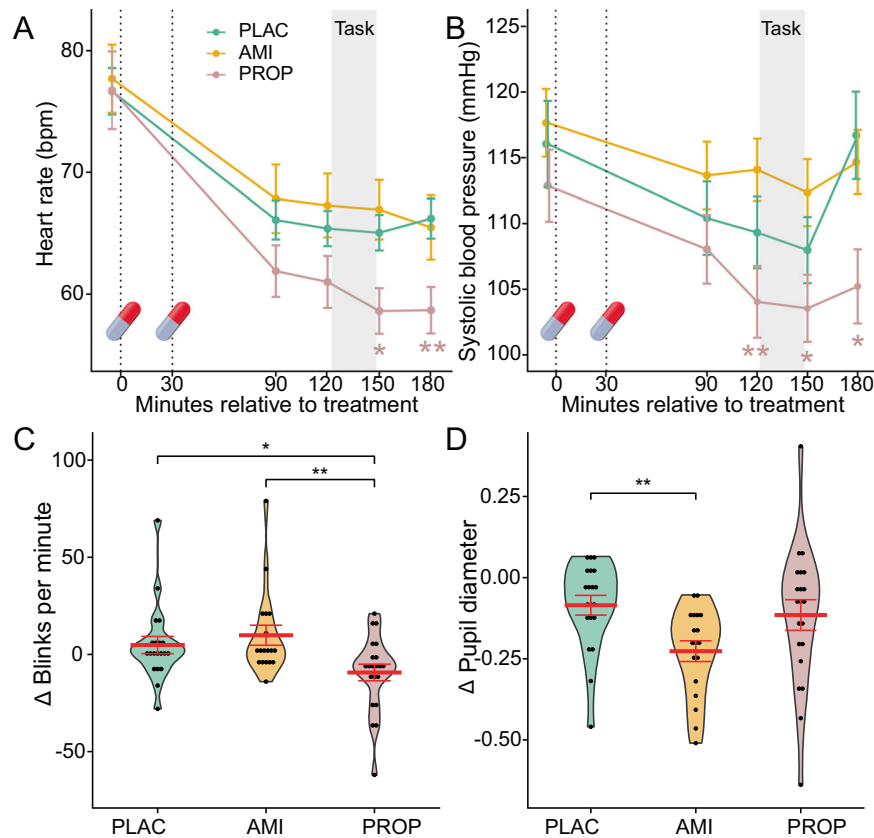 A
PLAC
AMI
PROP
Task
80
70
60
Heart rate (bpm)
*
**
0 30 90 120 150 180
Minutes relative to treatment
B
Task
125
120
115
110
105
100
Systolic blood pressure (mmHg)
**
*
*
0 30 90 120 150 180
Minutes relative to treatment
C
*
**
100
50
0
-50
Δ Blinks per minute
PLAC AMI PROP
D
**
0.25
0.00
-0.25
-0.50
Δ Pupil diameter
PLAC AMI PROP